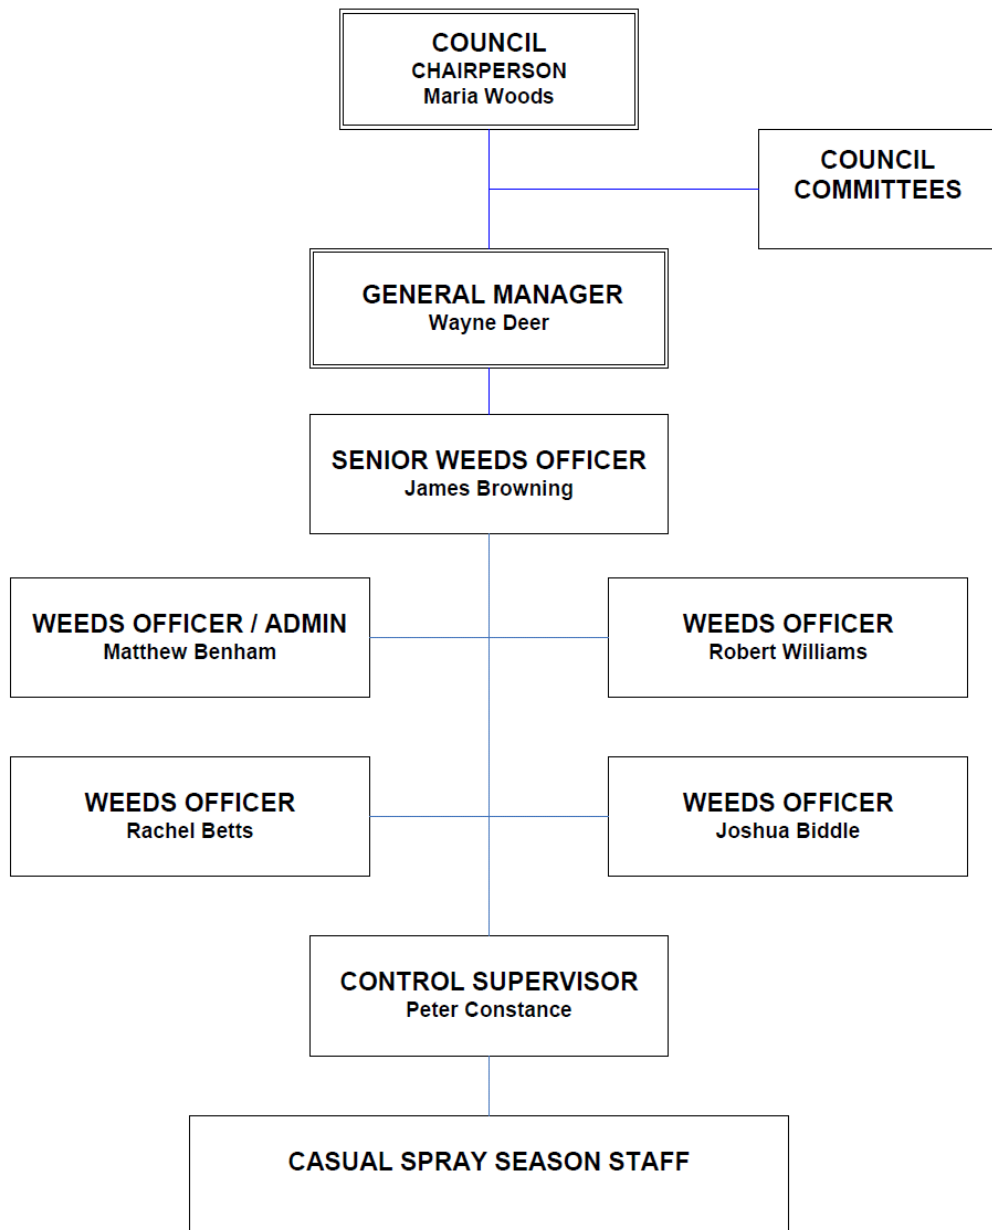 COUNCIL
CHAIRPERSON
Maria Woods
COUNCIL
COMMITTEES
GENERAL MANAGER
Wayne Deer
SENIOR WEEDS OFFICER
James Browning
WEEDS OFFICER / ADMIN
Matthew Benham
WEEDS OFFICER
Robert Williams
WEEDS OFFICER
Rachel Betts
WEEDS OFFICER
Joshua Biddle
CONTROL SUPERVISOR
Peter Constance
CASUAL SPRAY SEASON STAFF